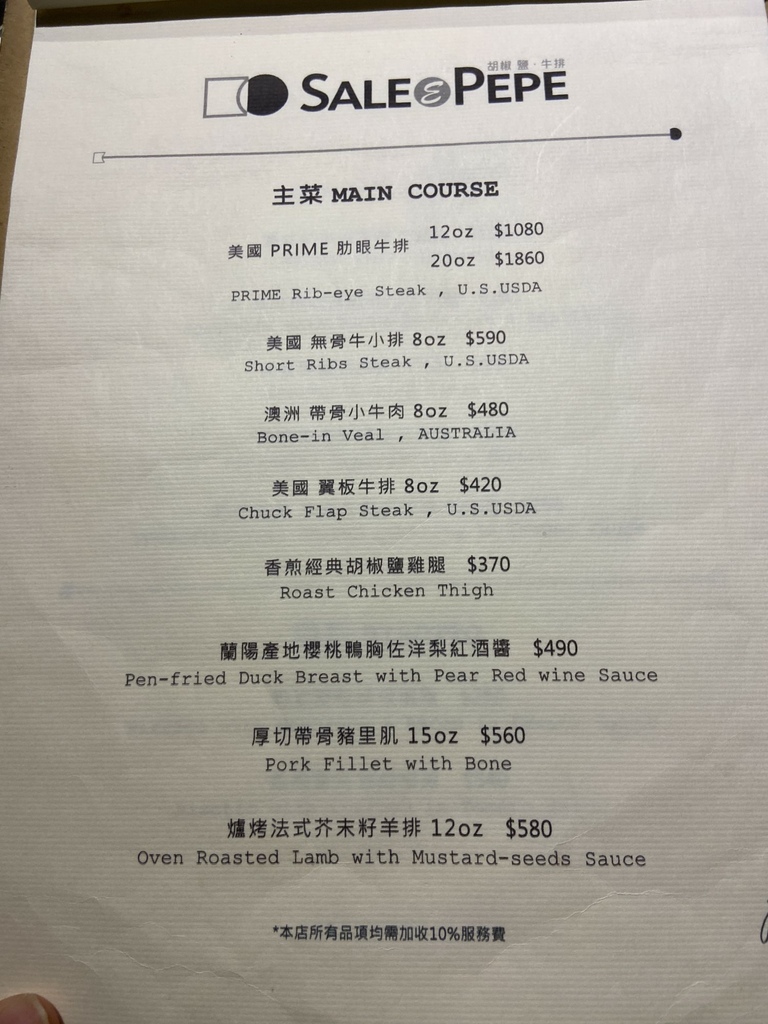 胡椒 鹽·牛排
SALE & PEPE
主菜 MAIN COURSE
美國 PRIME 肋眼牛排 12oz $1080
20oz $1860
PRIME Rib-eye Steak , U.S.USDA
美國 無骨牛小排 8oz $590
Short Ribs Steak , U.S.USDA
澳洲 帶骨小牛肉 8oz $480
Bone-in Veal , AUSTRALIA
美國 翼板牛排 8oz $420
Chuck Flap Steak , U.S.USDA
香煎經典胡椒鹽雞腿 $370
Roast Chicken Thigh
蘭陽產地櫻桃鴨胸佐洋梨紅酒醬 $490
Pen-fried Duck Breast with Pear Red wine Sauce
厚切帶骨豬里肌 15oz $560
Pork Fillet with Bone
爐烤法式芥末籽羊排 12oz $580
Oven Roasted Lamb with Mustard-seeds Sauce
*本店所有品項均需加收10%服務費